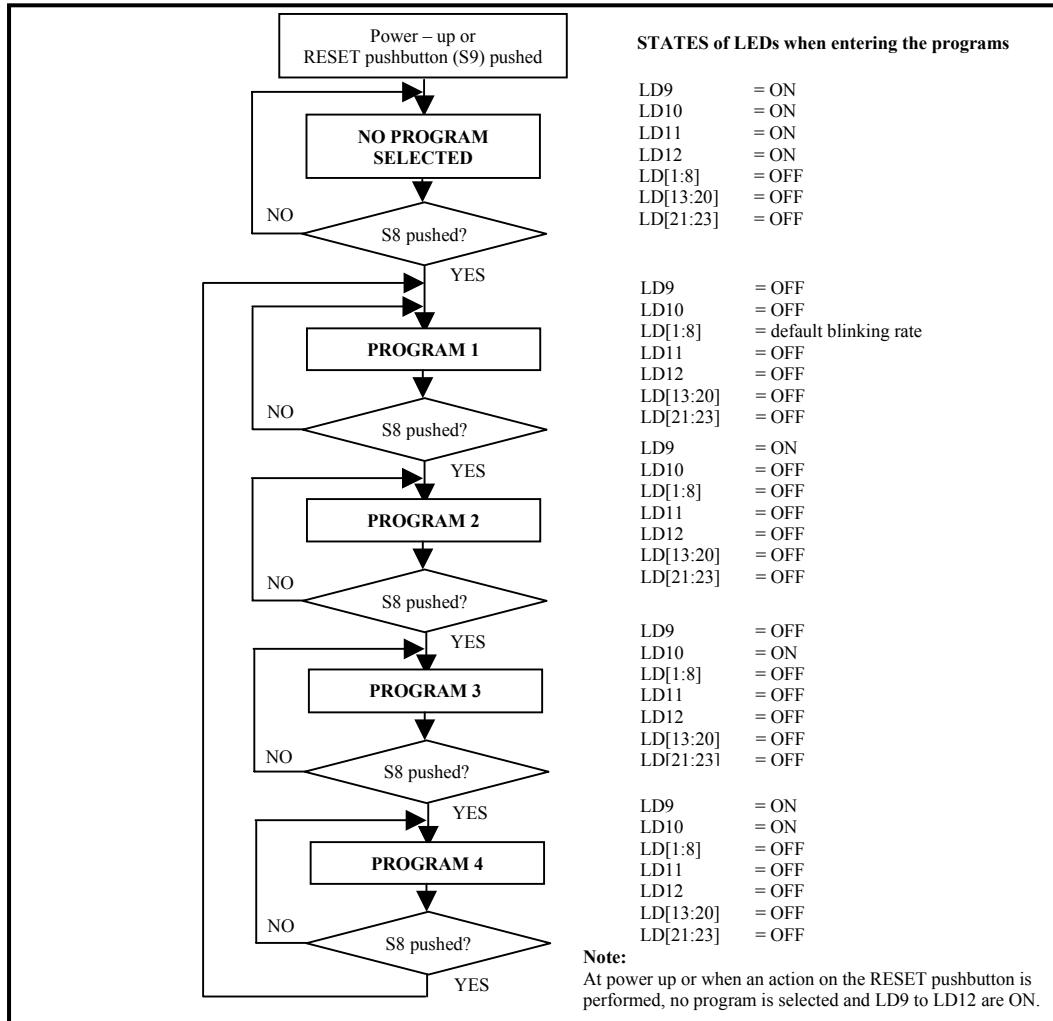 Power – up or
RESET pushbutton (S9) pushed
STATES of LEDs when entering the programs
NO PROGRAM
SELECTED
LD9 = ON
LD10 = ON
LD11 = ON
LD12 = ON
LD[1:8] = OFF
LD[13:20] = OFF
LD[21:23] = OFF
NO
S8 pushed?
YES
PROGRAM 1
LD9 = OFF
LD10 = OFF
LD[1:8] = default blinking rate
LD11 = OFF
LD12 = OFF
LD[13:20] = OFF
LD[21:23] = OFF
NO
S8 pushed?
YES
PROGRAM 2
LD9 = ON
LD10 = OFF
LD[1:8] = OFF
LD11 = OFF
LD12 = OFF
LD[13:20] = OFF
LD[21:23] = OFF
NO
S8 pushed?
YES
PROGRAM 3
LD9 = OFF
LD10 = ON
LD[1:8] = OFF
LD11 = OFF
LD12 = OFF
LD[13:20] = OFF
LD[21:23] = OFF
NO
S8 pushed?
YES
PROGRAM 4
LD9 = ON
LD10 = ON
LD[1:8] = OFF
LD11 = OFF
LD12 = OFF
LD[13:20] = OFF
LD[21:23] = OFF
NO
S8 pushed?
YES
Note:
At power up or when an action on the RESET pushbutton is
performed, no program is selected and LD9 to LD12 are ON.